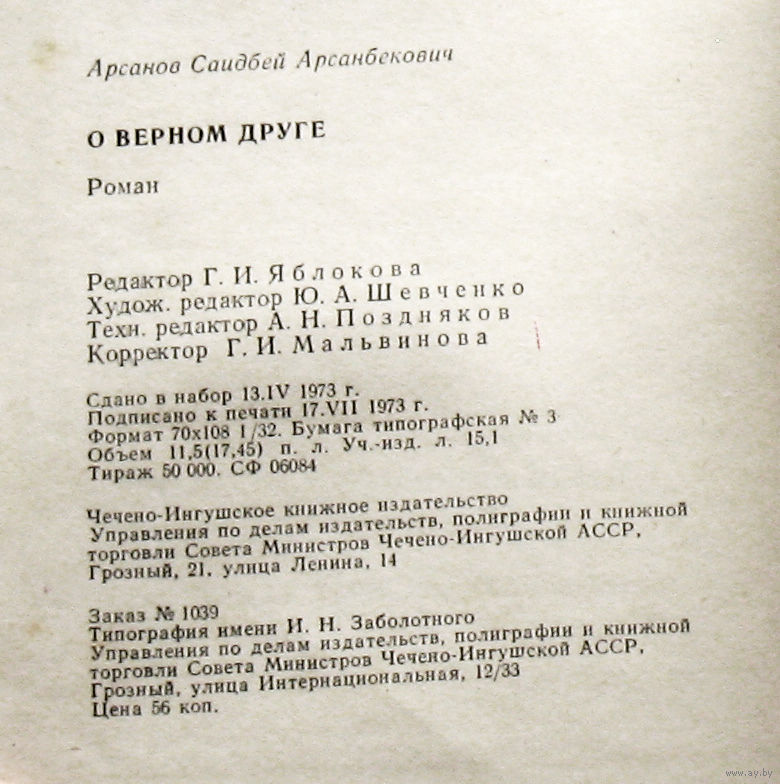 Арсанов Саидбей Арсанбекович
О ВЕРНОМ ДРУГЕ
Роман
Редактор Г. И. Яблокова
Худож. редактор Ю. А. Шевченко
Техн. редактор А. Н. Поздняков
Корректор Г. И. Мальвинова
Сдано в набор 13.IV 1973 г.
Подписано к печати 17.VII 1973 г.
Формат 70х108 1/32. Бумага типографская № 3
Объем 11,5(17,45) п. л. Уч.-изд. л. 15,1
Тираж 50 000. СФ 06084
Чечено-Ингушское книжное издательство
Управления по делам издательств, полиграфии и книжной
торговли Совета Министров Чечено-Ингушской АССР,
Грозный, 21, улица Ленина, 14
Заказ № 1039
Типография имени И. Н. Заболотного
Управления по делам издательств, полиграфии и книжной
торговли Совета Министров Чечено-Ингушской АССР,
Грозный, улица Интернациональная, 12/33
Цена 56 коп.
www.ay.by